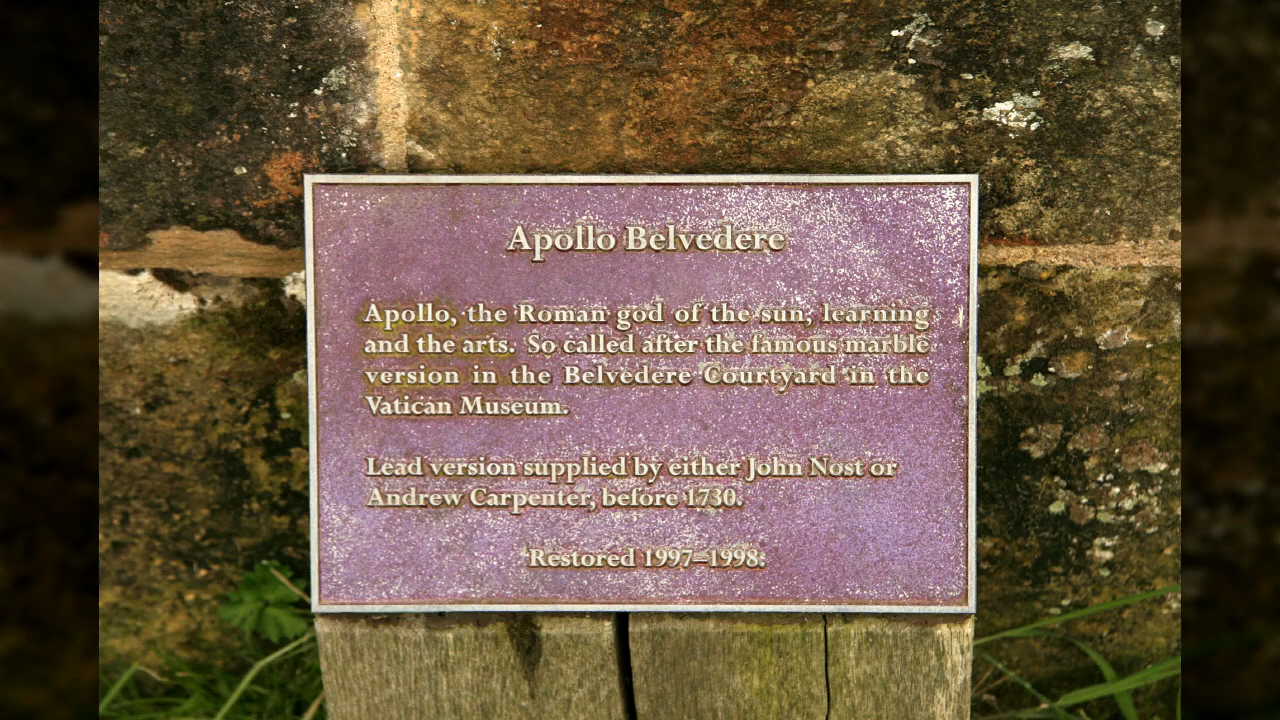 Apollo Belvedere
Apollo, the Roman god of the sun, learning
and the arts. So called after the famous marble
version in the Belvedere Courtyard in the
Vatican Museum.
Lead version supplied by either John Nost or
Andrew Carpenter, before 1730.
Restored 1997–1998.